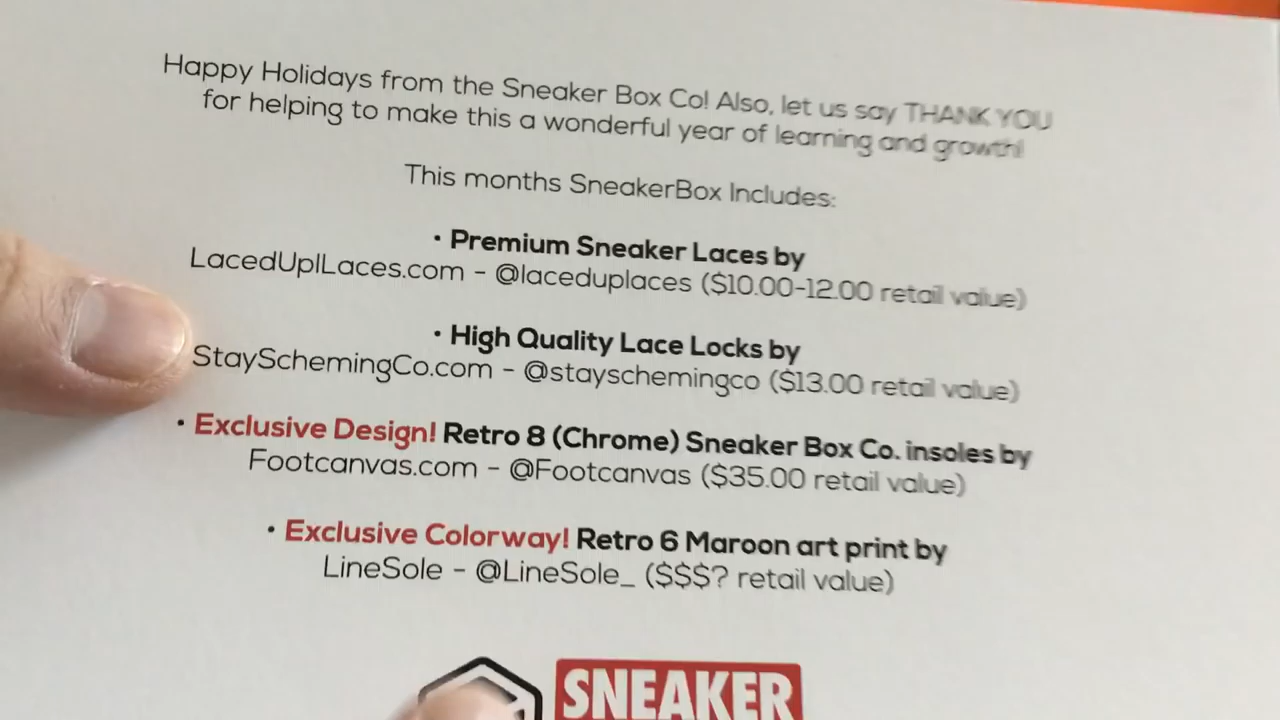 Happy Holidays from the Sneaker Box Co! Also, let us say THANK YOU
for helping to make this a wonderful year of learning and growth!
This months SneakerBox Includes:
• Premium Sneaker Laces by
LacedUplLaces.com - @laceduplaces ($10.00-12.00 retail value)
• High Quality Lace Locks by
StaySchemingCo.com - @stayschemingco ($13.00 retail value)
• Exclusive Design! Retro 8 (Chrome) Sneaker Box Co. insoles by
Footcanvas.com - @Footcanvas ($35.00 retail value)
• Exclusive Colorway! Retro 6 Maroon art print by
LineSole - @LineSole_ ($$$? retail value)
SNEAKER